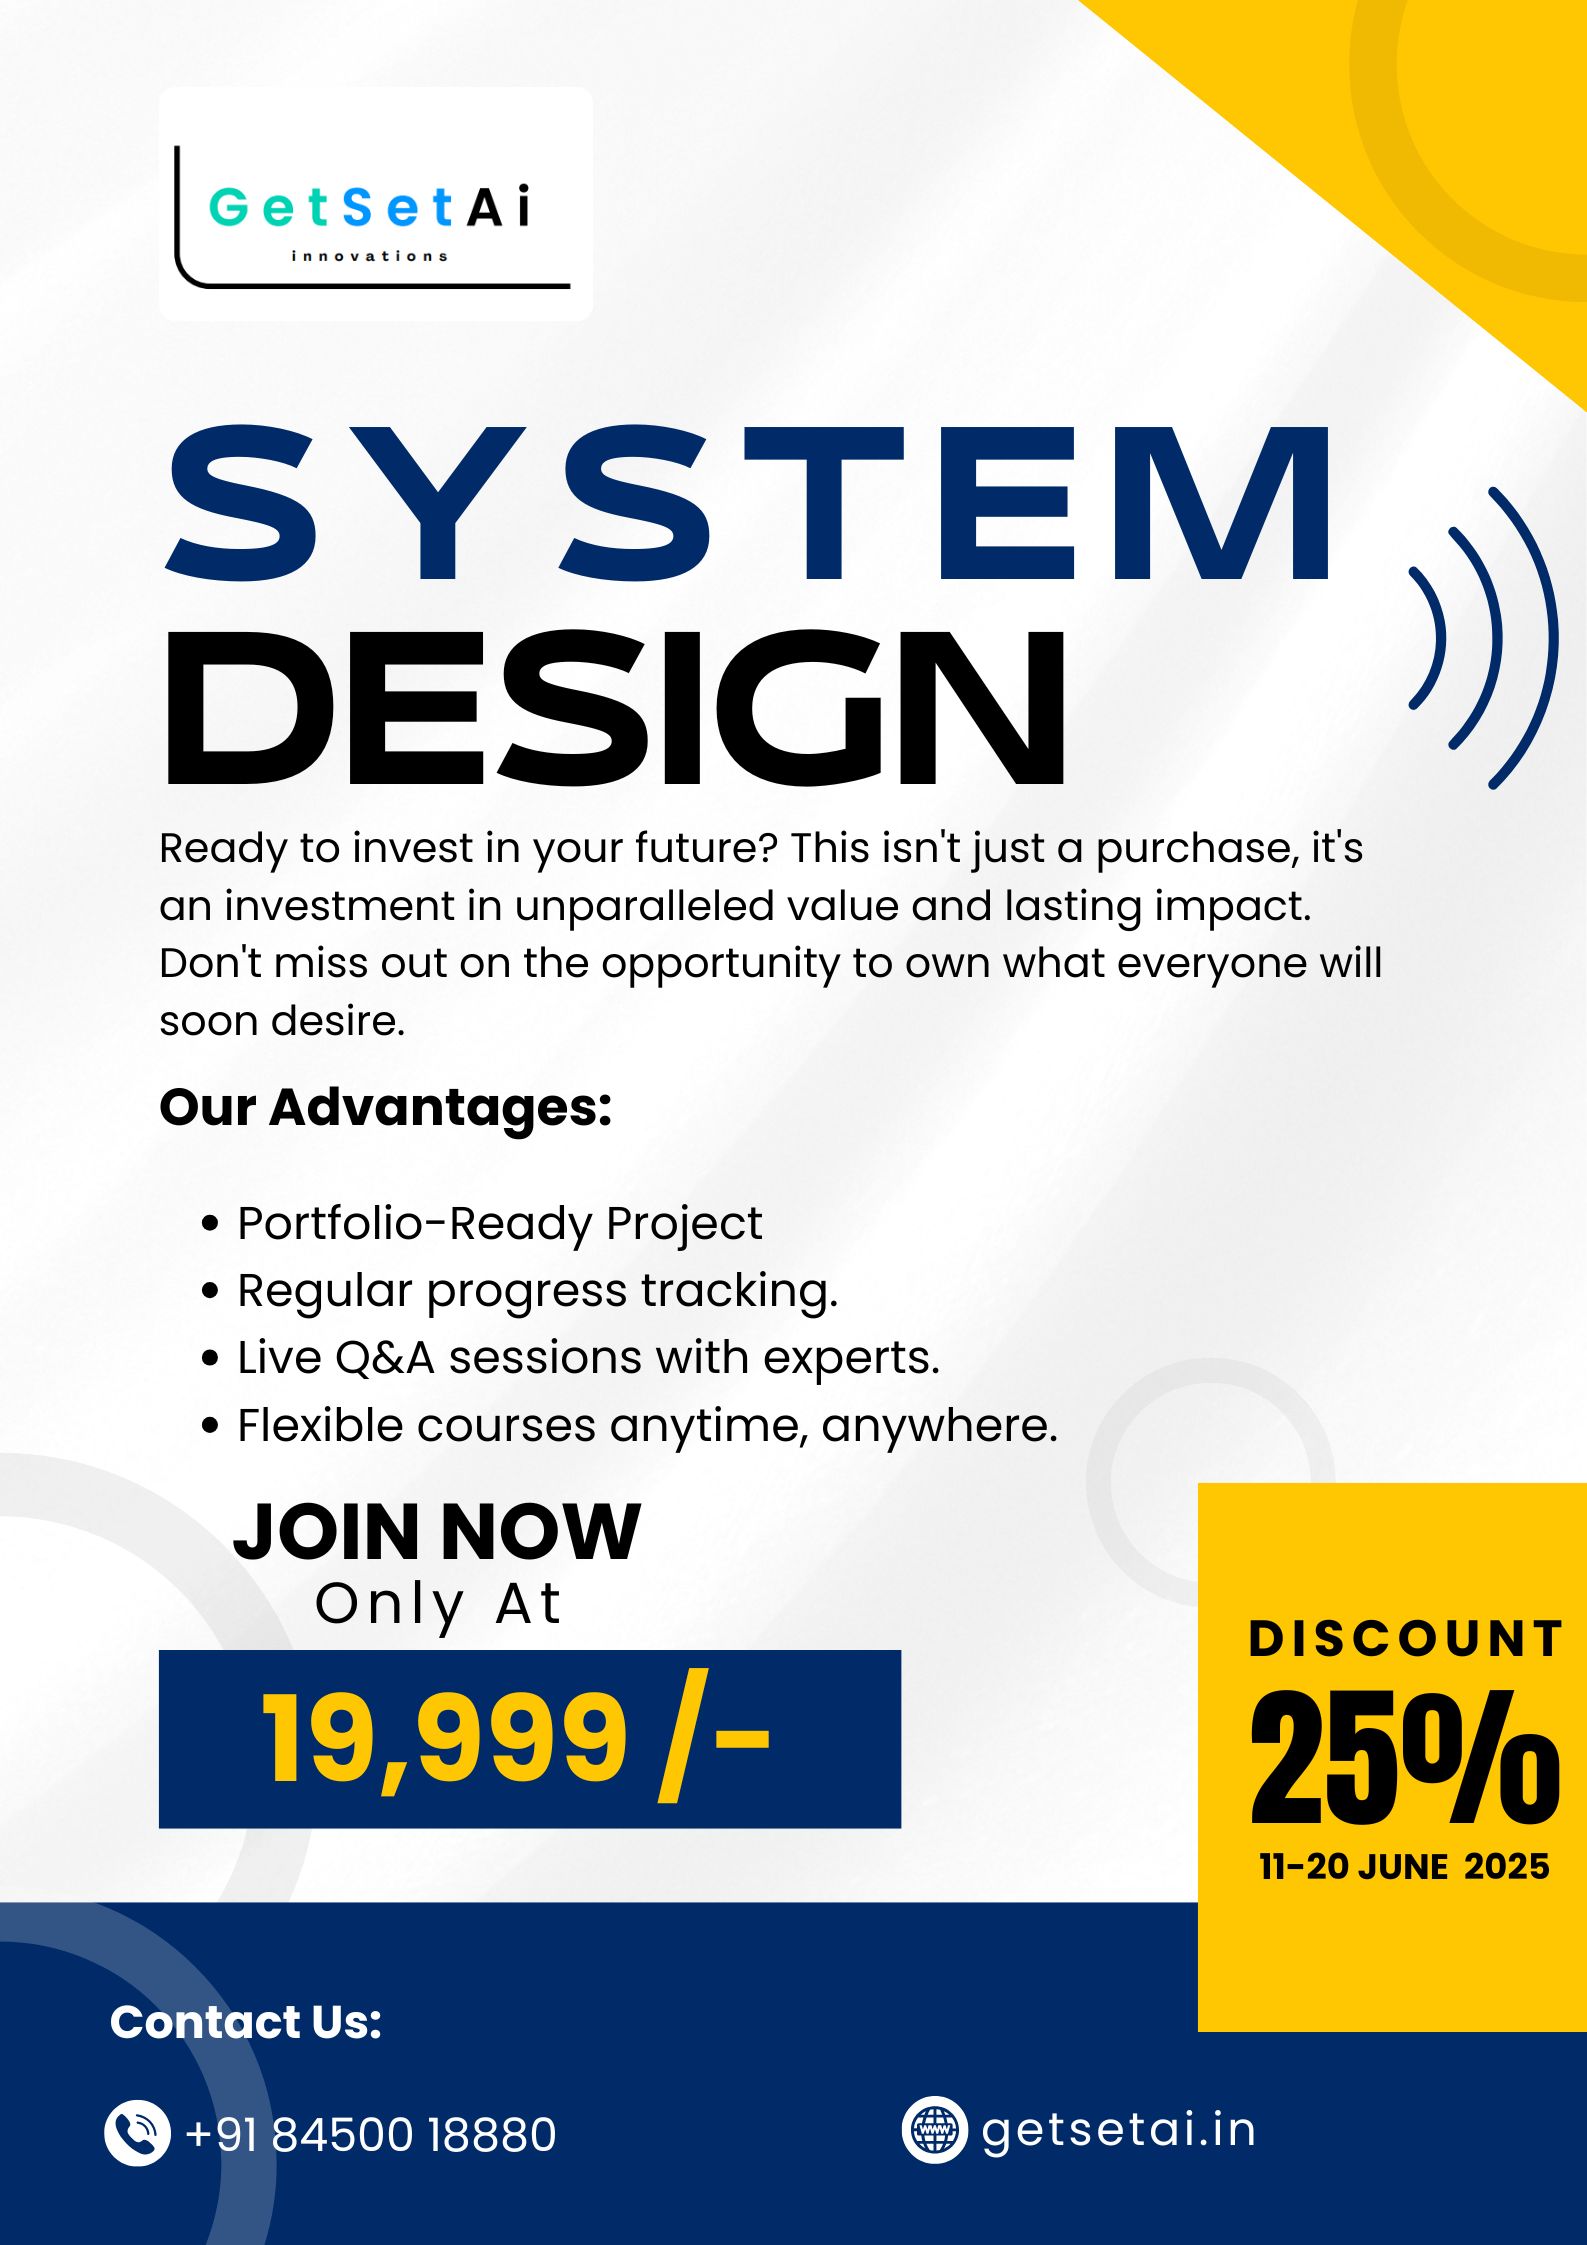 GetSetAi
innovations
SYSTEM
DESIGN
Ready to invest in your future? This isn't just a purchase, it's
an investment in unparalleled value and lasting impact.
Don't miss out on the opportunity to own what everyone will
soon desire.
Our Advantages:
• Portfolio-Ready Project
• Regular progress tracking.
• Live Q&A sessions with experts.
• Flexible courses anytime, anywhere.
JOIN NOW
Only At
19,999 /-
DISCOUNT
25%
11-20 JUNE 2025
Contact Us:
+91 84500 18880
www
getsetai.in